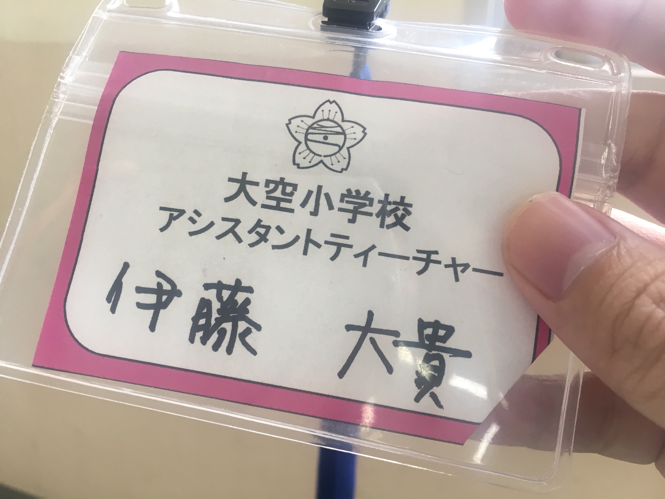 大空小学校
アシスタントティーチャー
伊藤 大貴